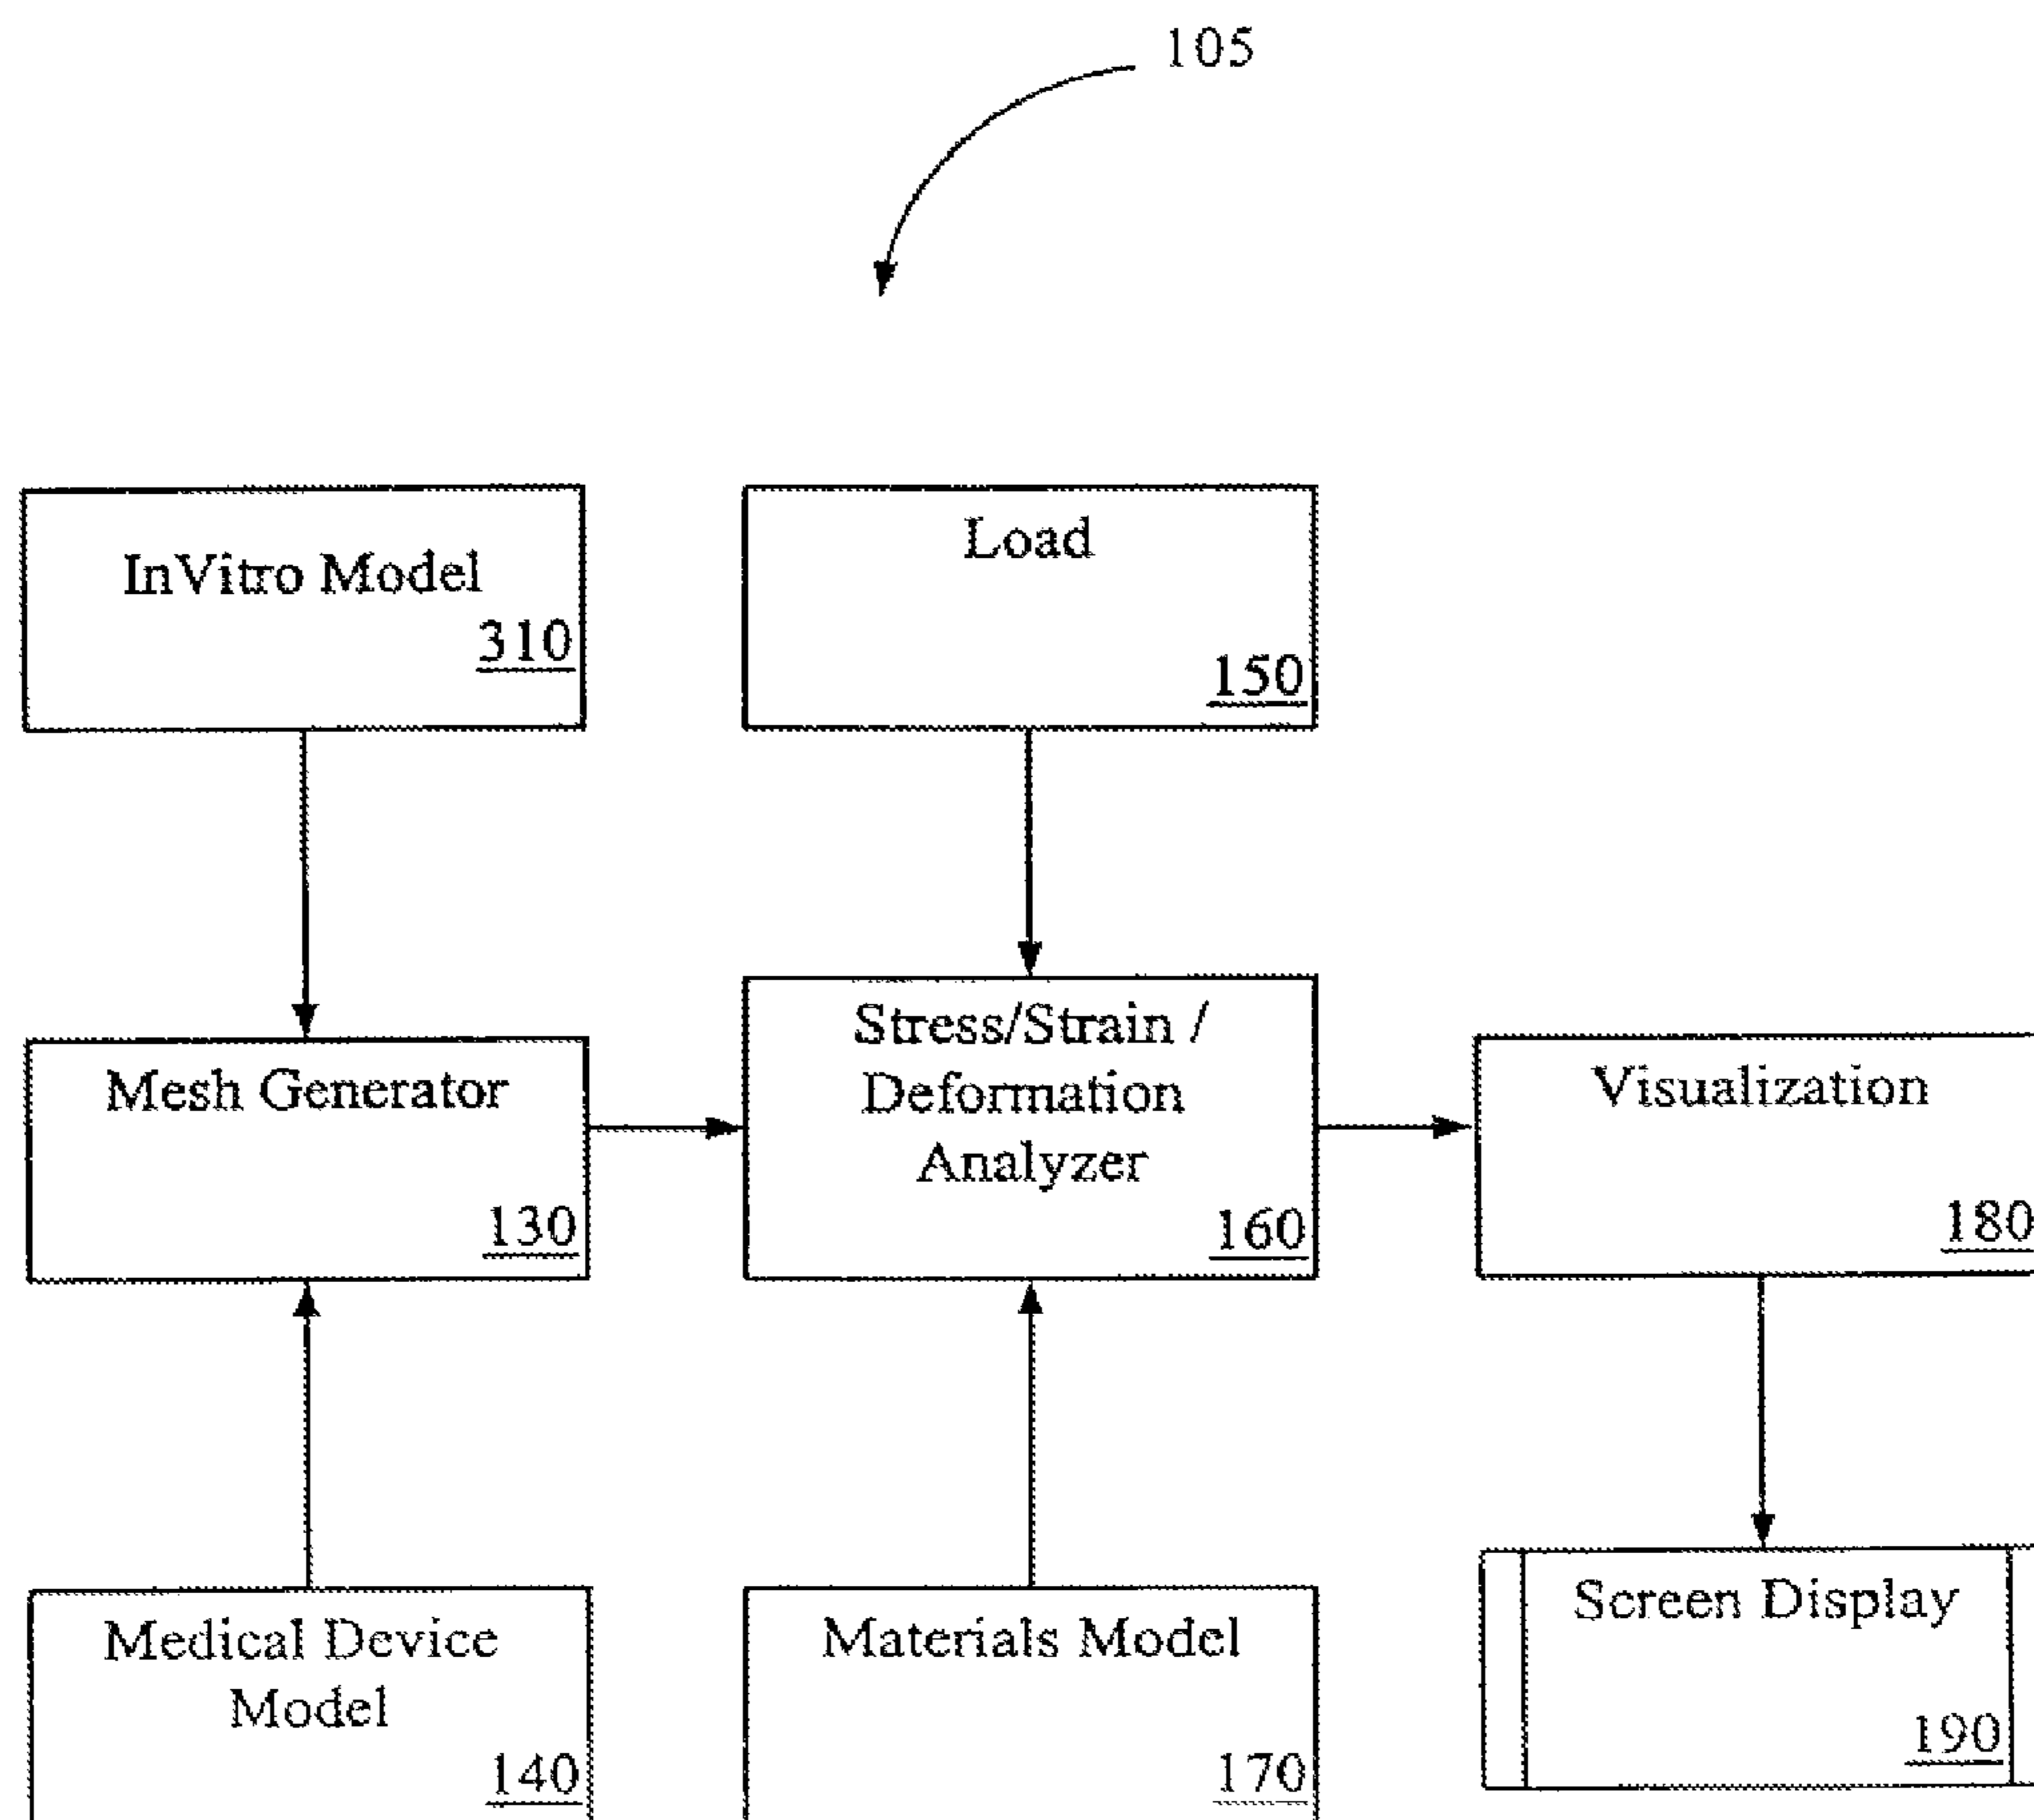 105
InVitro Model
310
Load
150
Mesh Generator
130
Stress/Strain /
Deformation
Analyzer
160
Visualization
180
Medical Device
Model
140
Materials Model
170
Screen Display
190